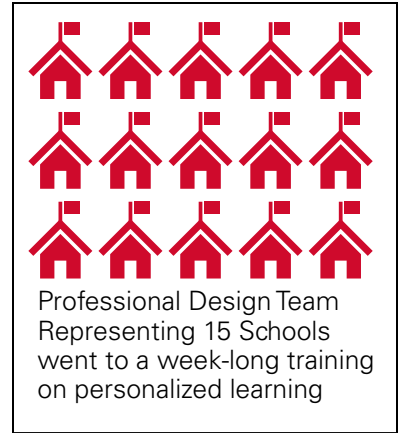 Professional Design Team
Representing 15 Schools
went to a week-long training
on personalized learning